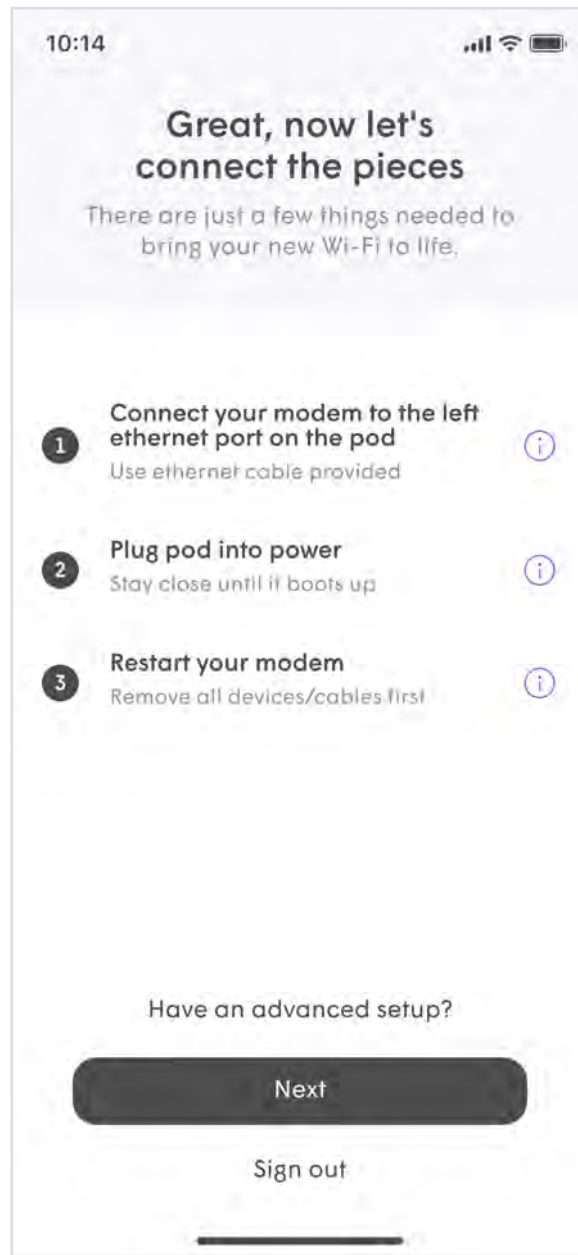 10:14
Great, now let's
connect the pieces
There are just a few things needed to
bring your new Wi-Fi to life.
1
Connect your modem to the left
ethernet port on the pod
Use ethernet cable provided
2
Plug pod into power
Stay close until it boots up
3
Restart your modem
Remove all devices/cables first
Have an advanced setup?
Next
Sign out